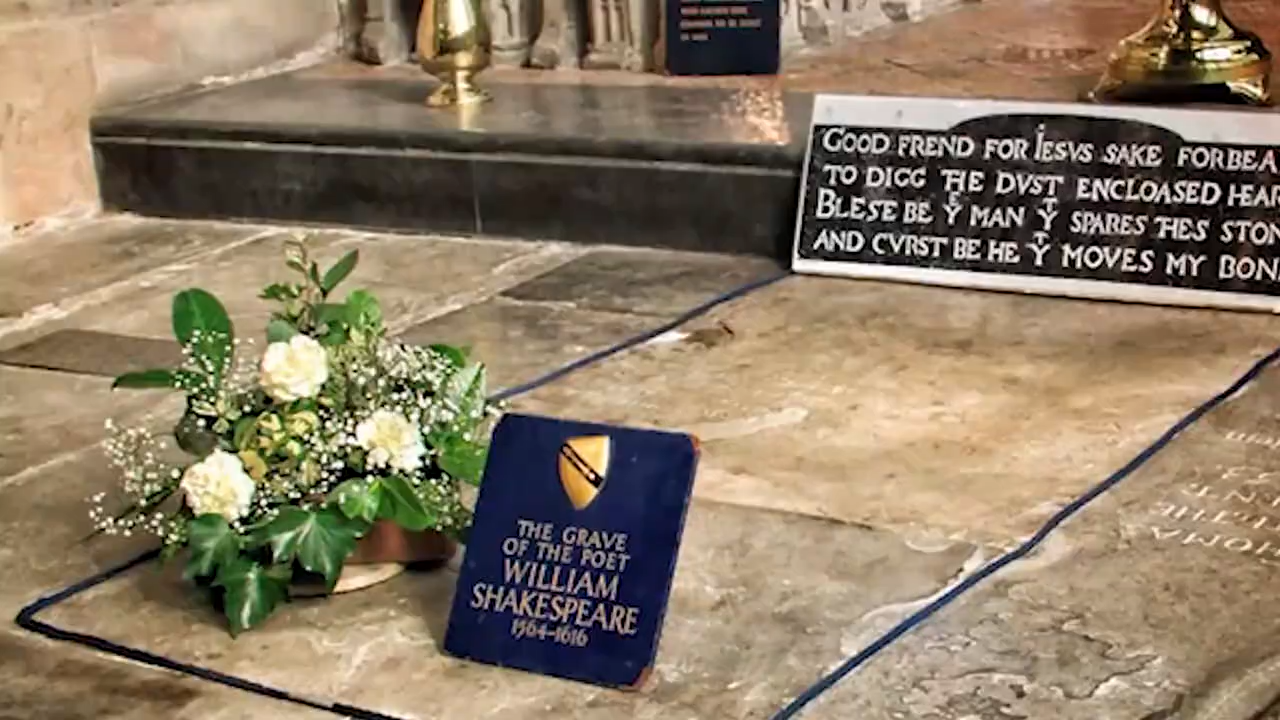 GOOD FREND FOR IESVS SAKE FORBEA
TO DIGG THE DVST ENCLOASED HEAR
BLESE BE Y^E MAN Y^T SPARES THES STON
AND CVRST BE HE Y^T MOVES MY BON
THE GRAVE
OF THE POET
WILLIAM
SHAKESPEARE
1564-1616